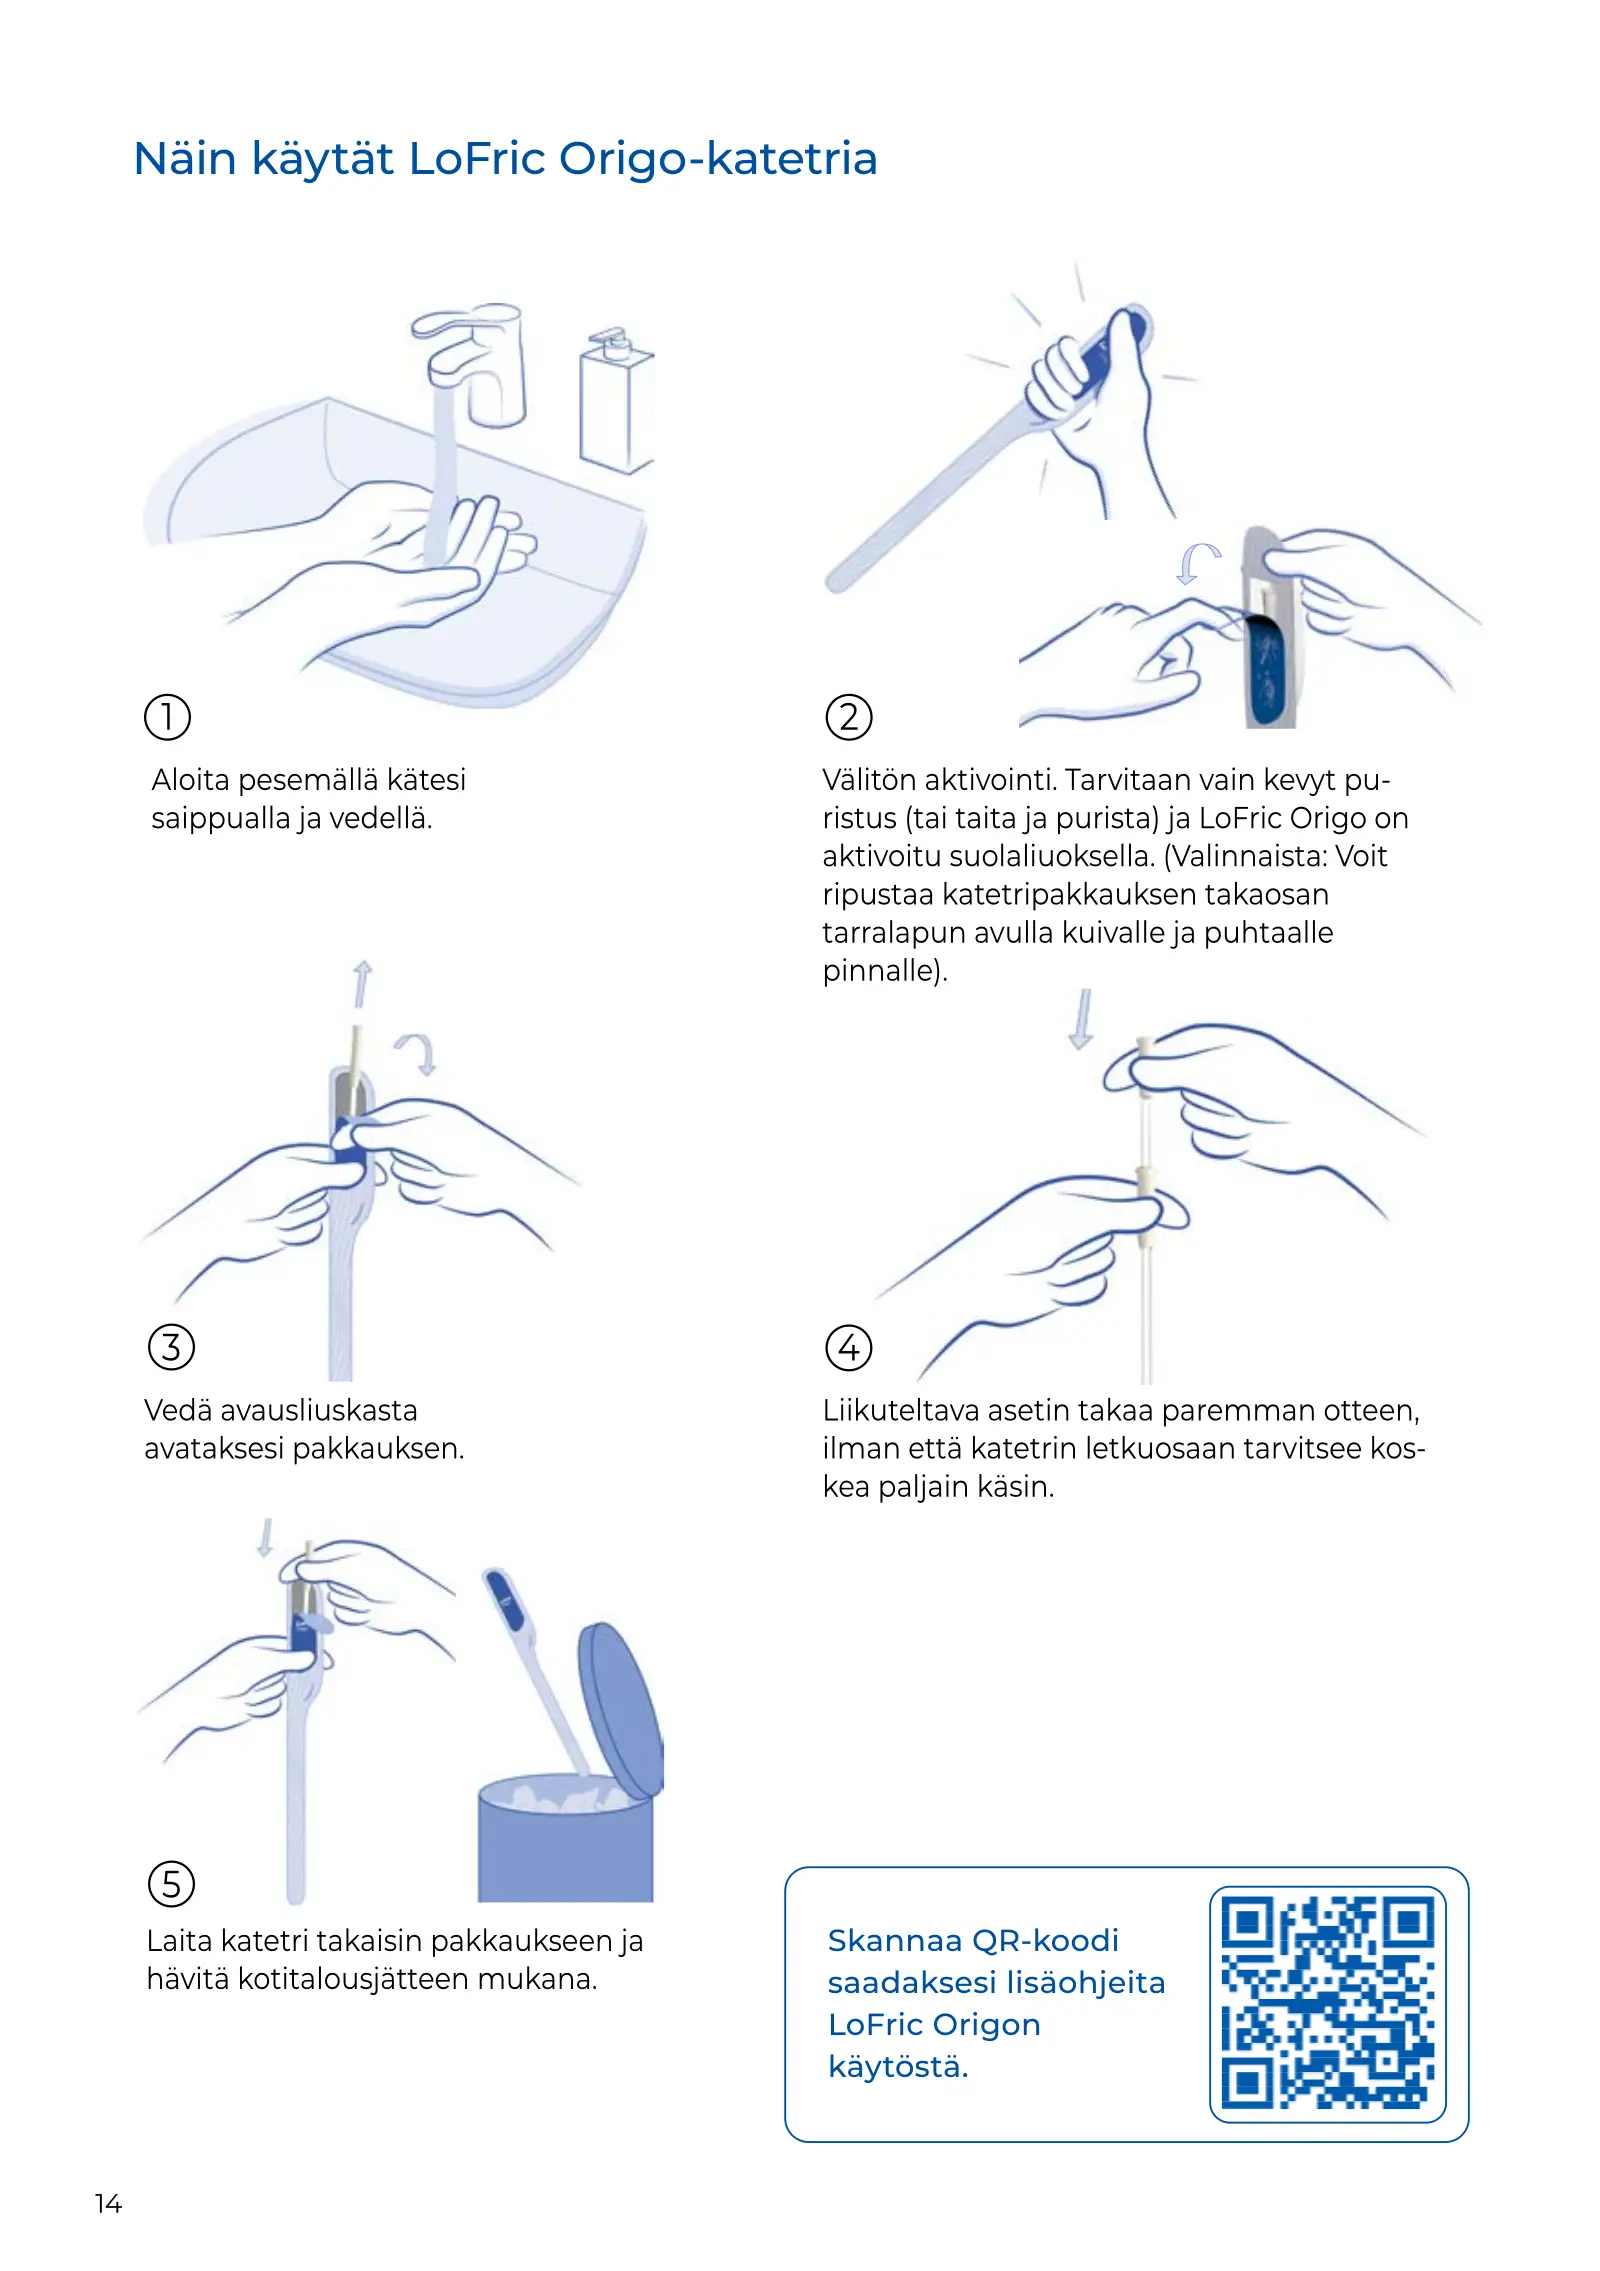 Näin käytät LoFric Origo-katetria
1
Aloita pesemällä kätesi
saippualla ja vedellä.
2
Välitön aktivointi. Tarvitaan vain kevyt pu-
ristus (tai taita ja purista) ja LoFric Origo on
aktivoitu suolaliuoksella. (Valinnaista: Voit
ripustaa katetripakkauksen takaosan
tarralapun avulla kuivalle ja puhtaalle
pinnalle).
3
Vedä avausliuskasta
avataksesi pakkauksen.
4
Liikuteltava asetin takaa paremman otteen,
ilman että katetrin letkuosaan tarvitsee kos-
kea paljain käsin.
5
Laita katetri takaisin pakkaukseen ja
hävitä kotitalousjätteen mukana.
Skannaa QR-koodi
saadaksesi lisäohjeita
LoFric Origon
käytöstä.
14